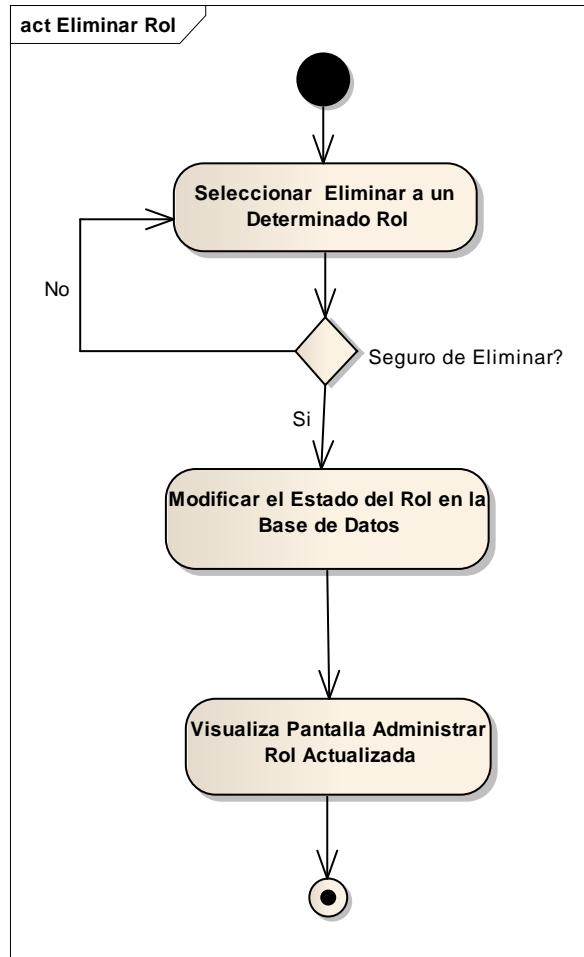 act Eliminar Rol
Seleccionar Eliminar a un
Determinado Rol
No
Seguro de Eliminar?
Si
Modificar el Estado del Rol en la
Base de Datos
Visualiza Pantalla Administrar
Rol Actualizada